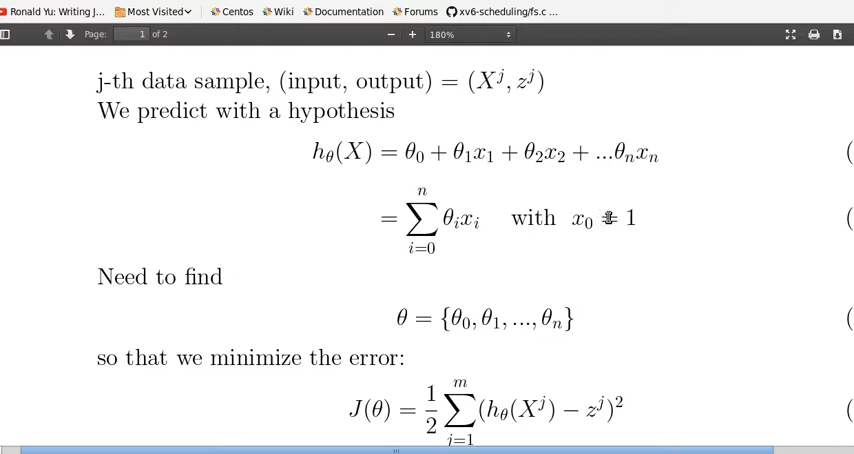 Ronald Yu: Writing J... Most Visited Centos Wiki Documentation Forums xv6-scheduling/fs.c ...
Page: 1 of 2 − + 180%
j-th data sample, (input, output) = (X^j, z^j)
We predict with a hypothesis
h_θ(X) = θ_0 + θ_1x_1 + θ_2x_2 + ...θ_nx_n (
= ∑_{i=0}^{n} θ_ix_i with x_0 = 1 (
Need to find
θ = {θ_0, θ_1, ..., θ_n} (
so that we minimize the error:
J(θ) = \frac{1}{2} ∑_{j=1}^{m} (h_θ(X^j) − z^j)^2 (